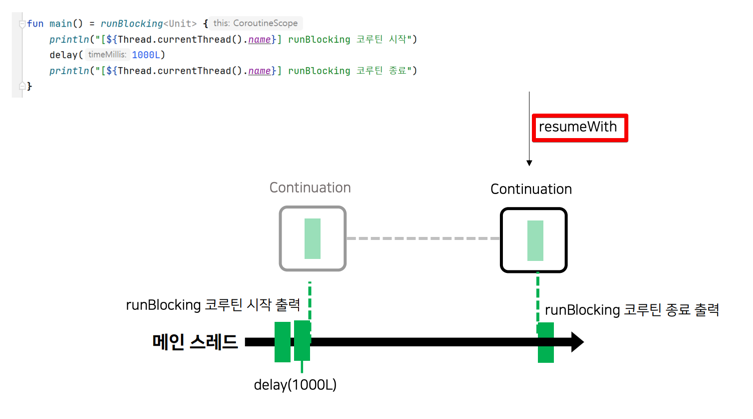 fun main() = runBlocking<Unit> { this: CoroutineScope
println("[${Thread.currentThread().name}] runBlocking 코루틴 시작")
delay( timeMillis: 1000L)
println("[${Thread.currentThread().name}] runBlocking 코루틴 종료")
}
resumeWith
Continuation
Continuation
runBlocking 코루틴 시작 출력
runBlocking 코루틴 종료 출력
메인 스레드
delay(1000L)